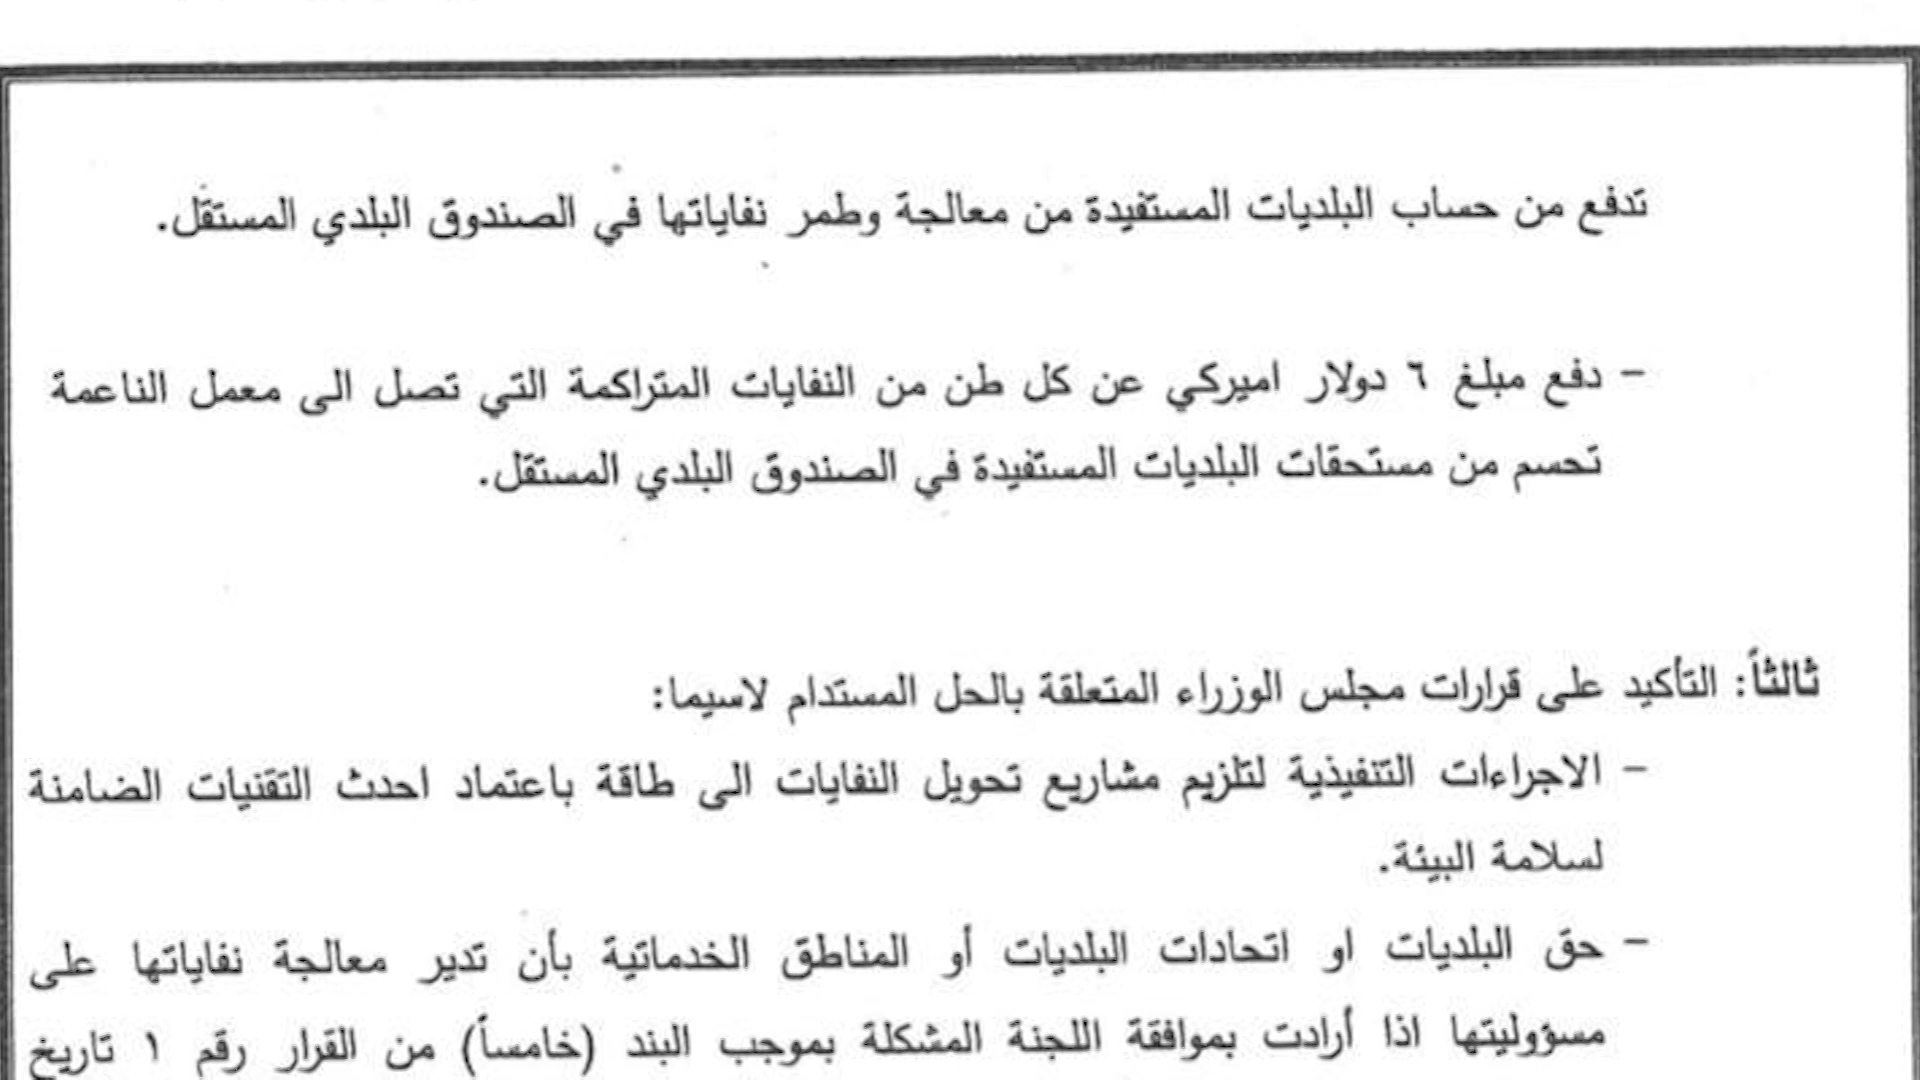 تدفع من حساب البلديات المستفيدة من معالجة وطمر نفاياتها في الصندوق البلدي المستقل.
- دفع مبلغ ٦ دولار اميركي عن كل طن من النفايات المتراكمة التي تصل الى معمل الناعمة
تحسم من مستحقات البلديات المستفيدة في الصندوق البلدي المستقل.
ثالثاً: التأكيد على قرارات مجلس الوزراء المتعلقة بالحل المستدام لاسيما:
- الاجراءات التنفيذية لتلزيم مشاريع تحويل النفايات الى طاقة باعتماد احدث التقنيات الضامنة
لسلامة البيئة.
- حق البلديات او اتحادات البلديات أو المناطق الخدماتية بأن تدير معالجة نفاياتها على
مسؤوليتها اذا أرادت بموافقة اللجنة المشكلة بموجب البند (خامساً) من القرار رقم ١ تاريخ